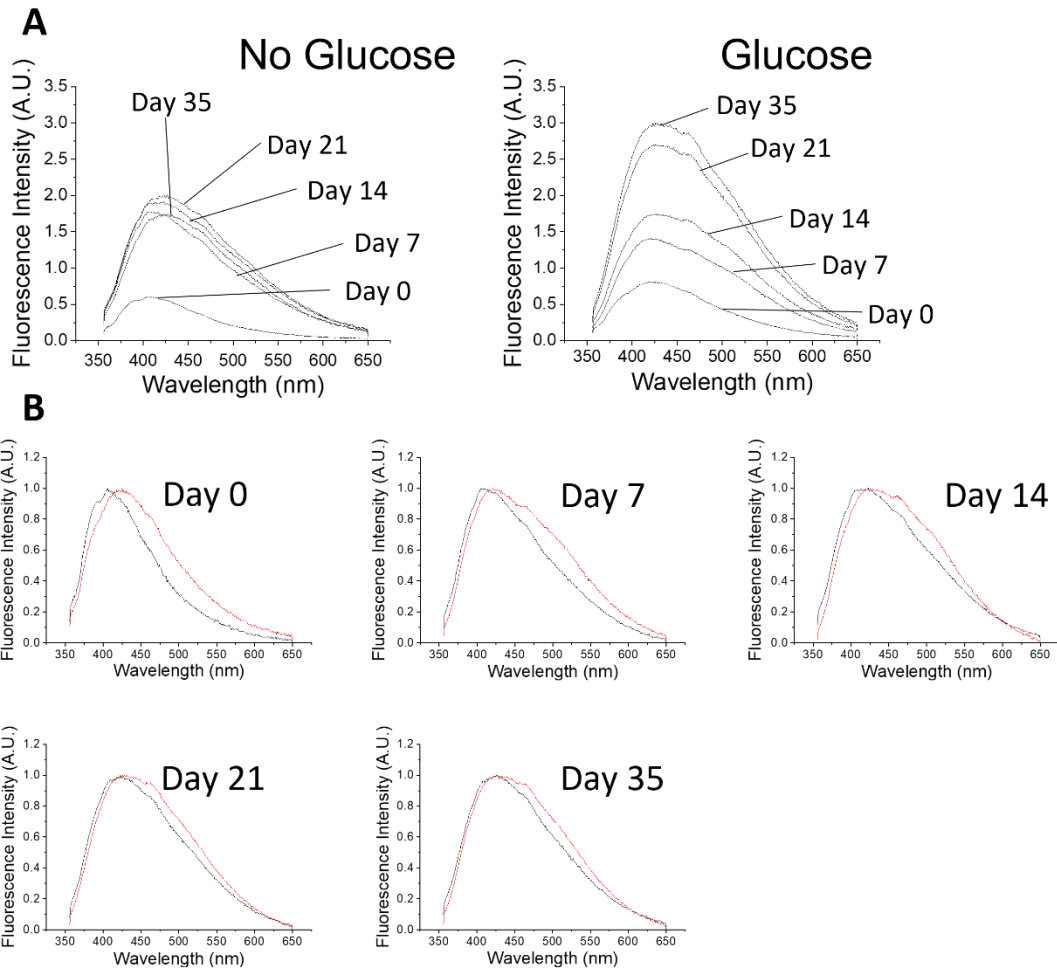 A
No Glucose
Glucose
Fluorescence Intensity (A.U.)
3.5
3.0
2.5
2.0
1.5
1.0
0.5
0.0
Day 35
Day 21
Day 14
Day 7
Day 0
350 400 450 500 550 600 650
Wavelength (nm)
Fluorescence Intensity (A.U.)
3.5
3.0
2.5
2.0
1.5
1.0
0.5
0.0
Day 35
Day 21
Day 14
Day 7
Day 0
350 400 450 500 550 600 650
Wavelength (nm)
B
Fluorescence Intensity (A.U.)
1.2
1.0
0.8
0.6
0.4
0.2
0.0
Day 0
350 400 450 500 550 600 650
Wavelength (nm)
Fluorescence Intensity (A.U.)
1.2
1.0
0.8
0.6
0.4
0.2
0.0
Day 7
350 400 450 500 550 600 650
Wavelength (nm)
Fluorescence Intensity (A.U.)
1.2
1.0
0.8
0.6
0.4
0.2
0.0
Day 14
350 400 450 500 550 600 650
Wavelength (nm)
Fluorescence Intensity (A.U.)
1.2
1.0
0.8
0.6
0.4
0.2
0.0
Day 21
350 400 450 500 550 600 650
Wavelength (nm)
Fluorescence Intensity (A.U.)
1.2
1.0
0.8
0.6
0.4
0.2
0.0
Day 35
350 400 450 500 550 600 650
Wavelength (nm)